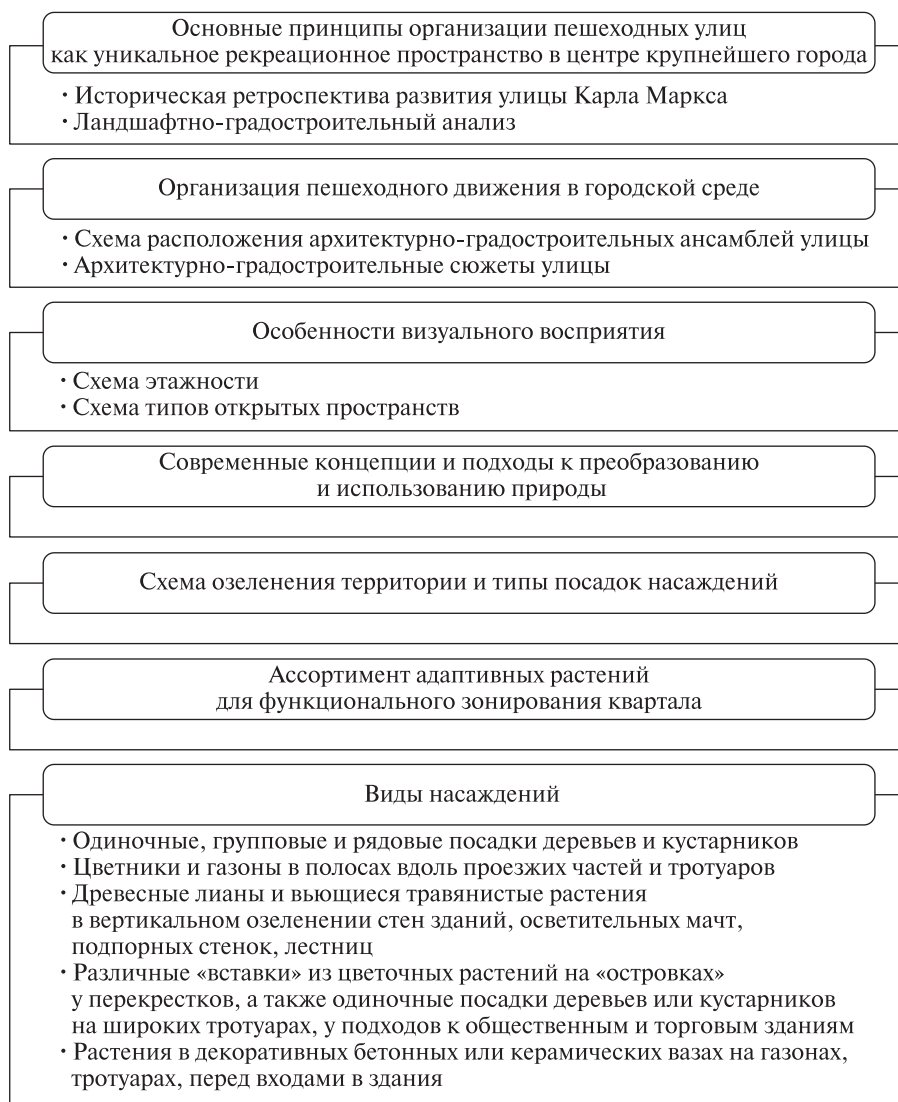 Основные принципы организации пешеходных улиц
как уникальное рекреационное пространство в центре крупнейшего города
· Историческая ретроспектива развития улицы Карла Маркса
· Ландшафтно-градостроительный анализ
Организация пешеходного движения в городской среде
· Схема расположения архитектурно-градостроительных ансамблей улицы
· Архитектурно-градостроительные сюжеты улицы
Особенности визуального восприятия
· Схема этажности
· Схема типов открытых пространств
Современные концепции и подходы к преобразованию
и использованию природы
Схема озеленения территории и типы посадок насаждений
Ассортимент адаптивных растений
для функционального зонирования квартала
Виды насаждений
· Одиночные, групповые и рядовые посадки деревьев и кустарников
· Цветники и газоны в полосах вдоль проезжих частей и тротуаров
· Древесные лианы и вьющиеся травянистые растения
в вертикальном озеленении стен зданий, осветительных мачт,
подпорных стенок, лестниц
· Различные «вставки» из цветочных растений на «островках»
у перекрестков, а также одиночные посадки деревьев или кустарников
на широких тротуарах, у подходов к общественным и торговым зданиям
· Растения в декоративных бетонных или керамических вазах на газонах,
тротуарах, перед входами в здания